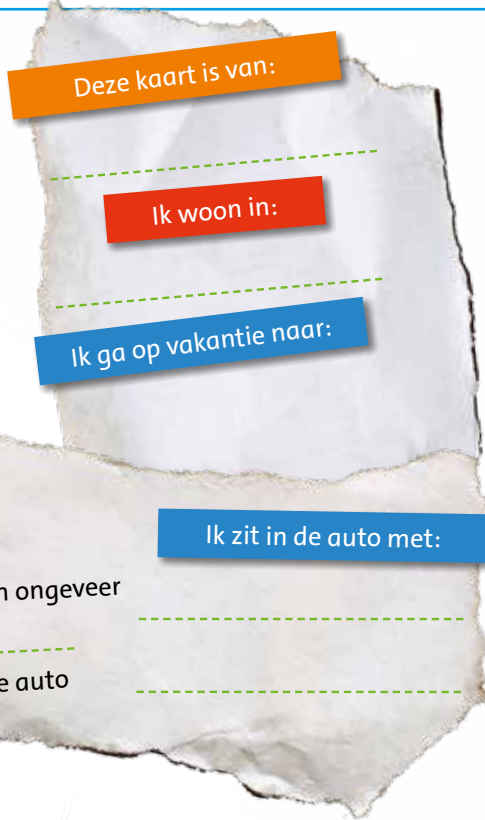 Deze kaart is van:
Ik woon in:
Ik ga op vakantie naar:
Ik zit in de auto met:
ongeveer
auto